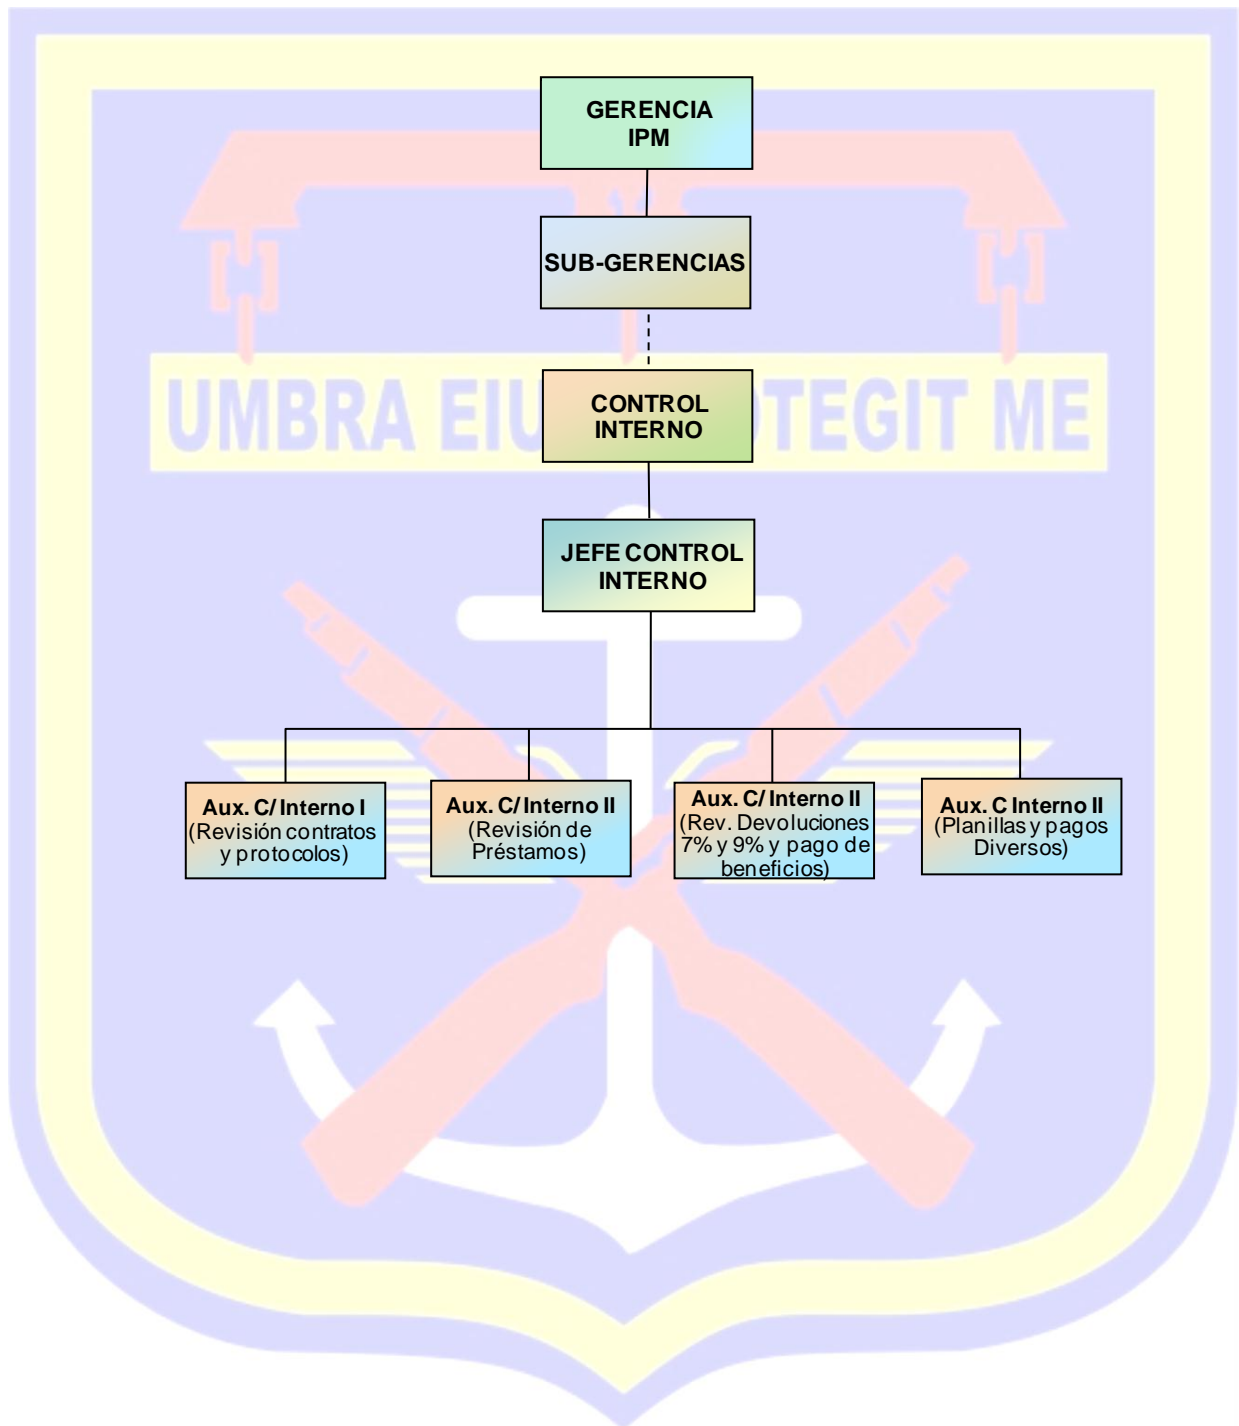 GERENCIA
IPM
SUB-GERENCIAS
UMBRA EIU OTEGIT ME
CONTROL
INTERNO
JEFE CONTROL
INTERNO
Aux. C/ Interno I
(Revisión contratos
y protocolos)
Aux. C/ Interno II
(Revisión de
Préstamos)
Aux. C/ Interno II
(Rev. Devoluciones
7% y 9% y pago de
beneficios)
Aux. C Interno II
(Planillas y pagos
Diversos)